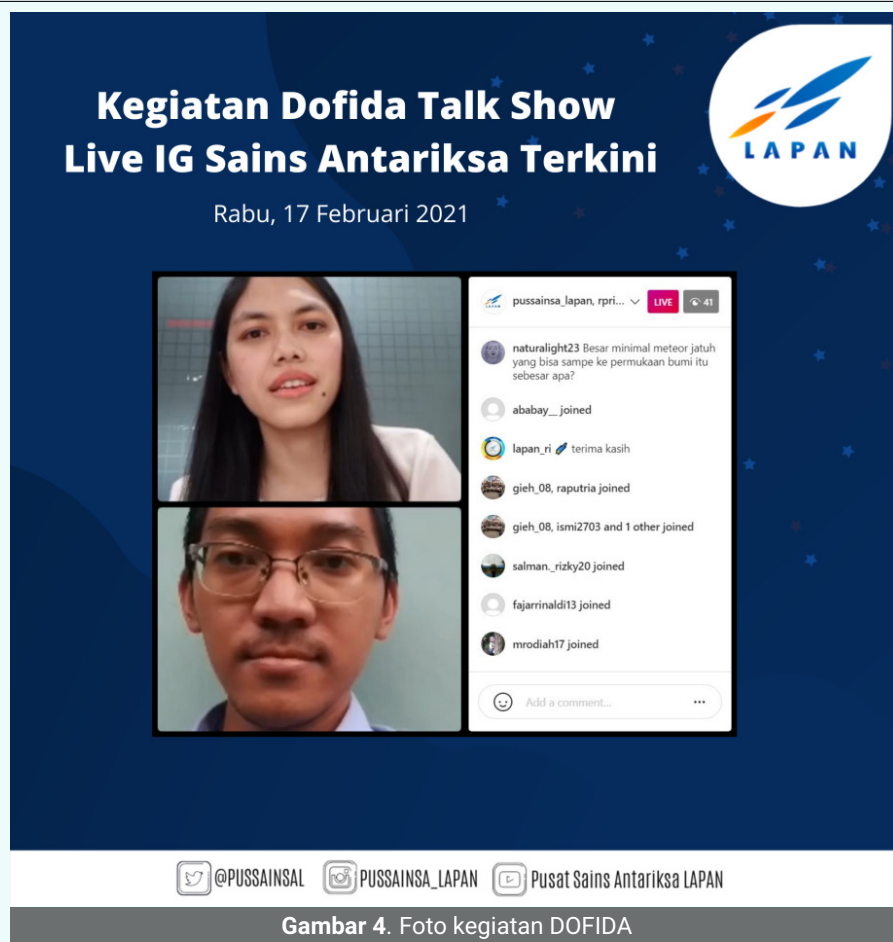 Kegiatan Dofida Talk Show
Live IG Sains Antariksa Terkini
Rabu, 17 Februari 2021
LAPAN
pussainsa_lapan, rpri... LIVE 41
naturalight23 Besar minimal meteor jatuh
yang bisa sampe ke permukaan bumi itu
sebesar apa?
ababay__ joined
lapan_ri terima kasih
gieh_08, raputria joined
gieh_08, ismi2703 and 1 other joined
salman._rizky20 joined
fajarrinaldi13 joined
mrodiah17 joined
Add a comment... •••
@PUSSAINSAL PUSSAINSA_LAPAN Pusat Sains Antariksa LAPAN
Gambar 4. Foto kegiatan DOFIDA